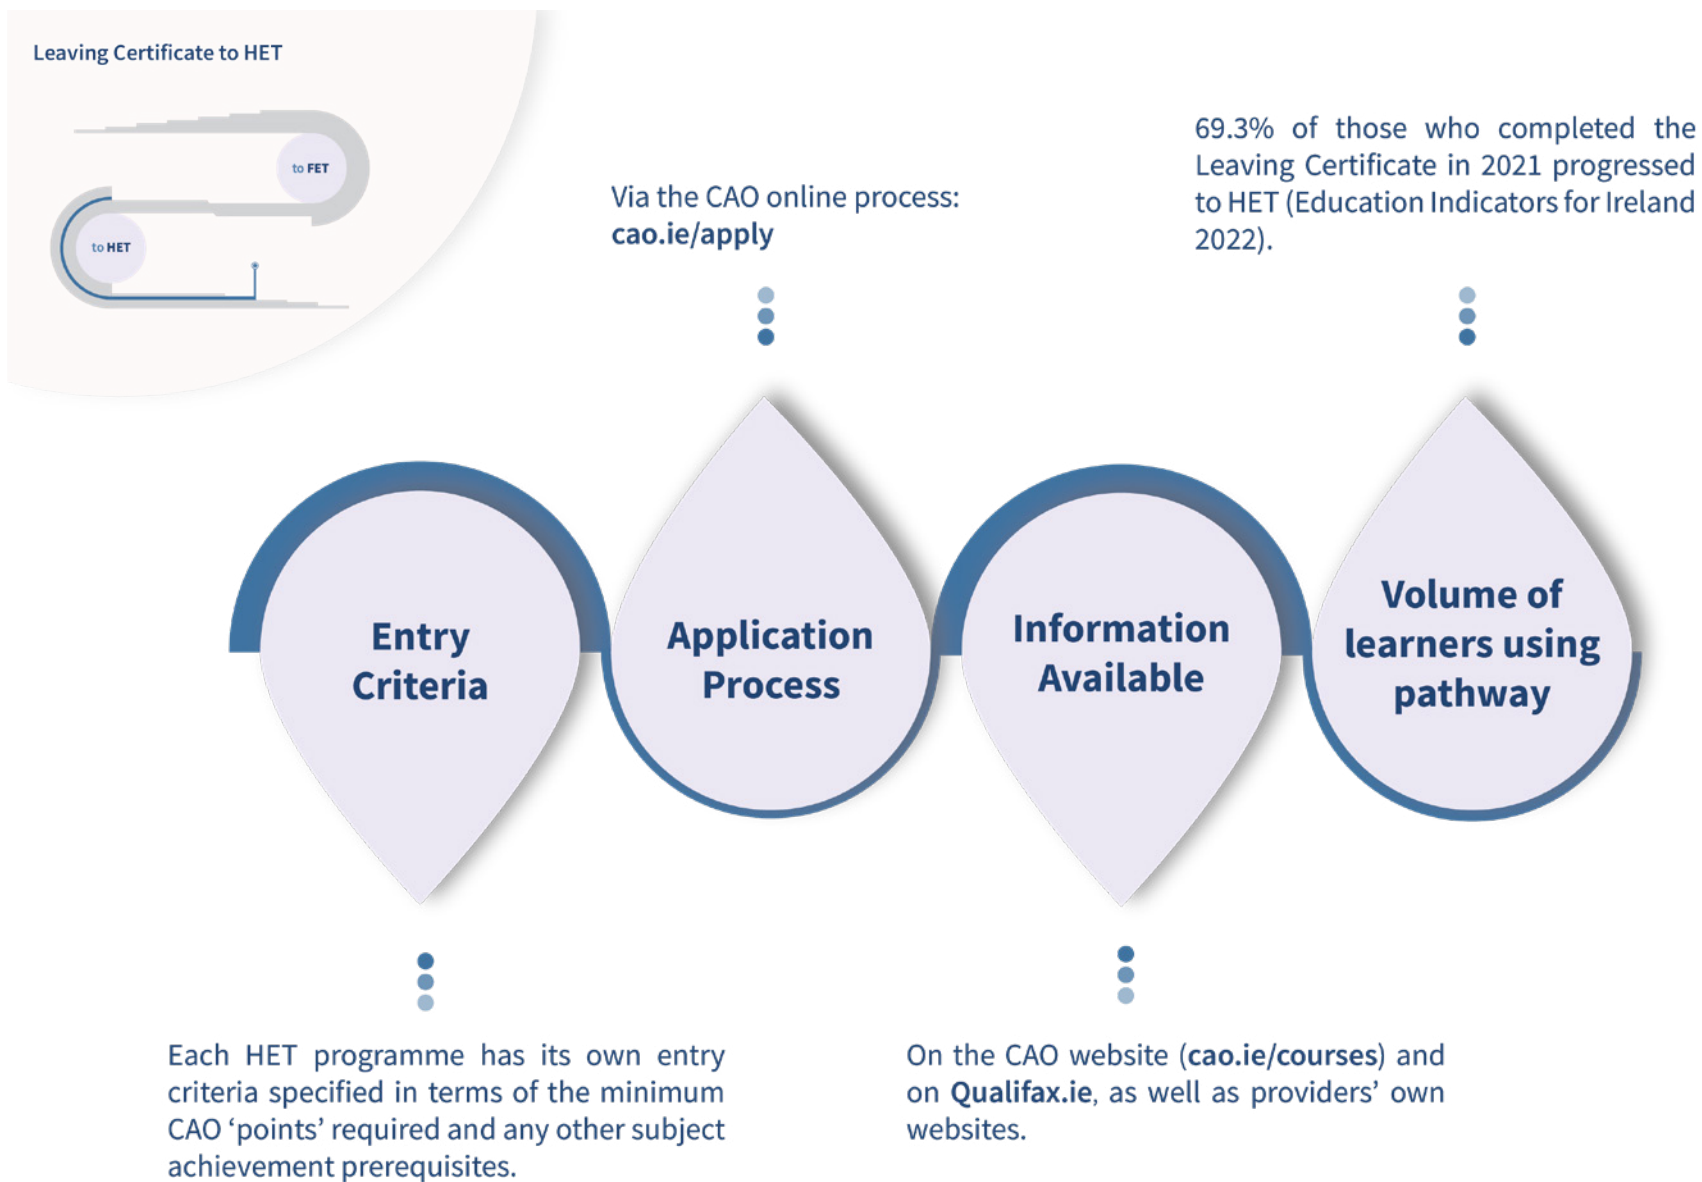 Leaving Certificate to HET
to FET
to HET
Via the CAO online process:
cao.ie/apply
69.3% of those who completed the
Leaving Certificate in 2021 progressed
to HET (Education Indicators for Ireland
2022).
Entry
Criteria
Application
Process
Information
Available
Volume of
learners using
pathway
Each HET programme has its own entry
criteria specified in terms of the minimum
CAO ‘points’ required and any other subject
achievement prerequisites.
On the CAO website (cao.ie/courses) and
on Qualifax.ie, as well as providers’ own
websites.